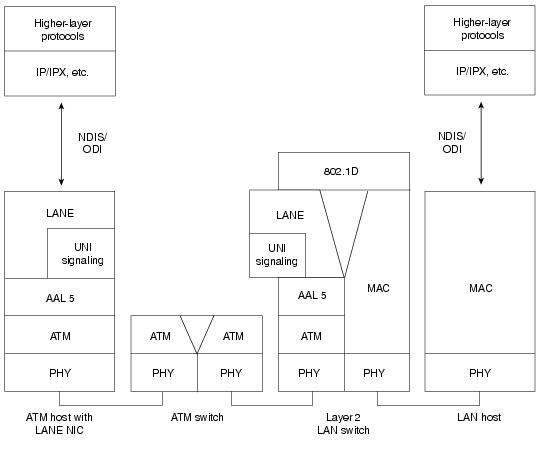 Higher-layer
protocols
IP/IPX, etc.
NDIS/
ODI
LANE
UNI
signaling
AAL 5
ATM
PHY
ATM host with
LANE NIC
ATM
ATM
PHY
PHY
ATM switch
802.1D
LANE
UNI
signaling
AAL 5
ATM
PHY
MAC
PHY
Layer 2
LAN switch
Higher-layer
protocols
IP/IPX, etc.
NDIS/
ODI
MAC
PHY
LAN host